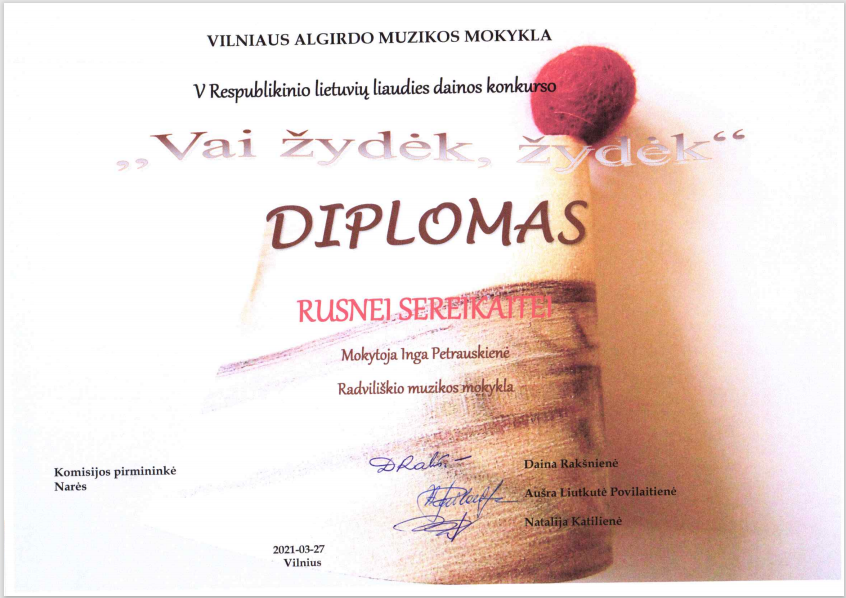 VILNIAUS ALGIRDO MUZIKOS MOKYKLA
V Respublikinio lietuvių liaudies dainos konkurso
„Vai žydėk, žydėk“
DIPLOMAS
RUSNEI SEREIKAITEI
Mokytoja Inga Petrauskienė
Radviliškio muzikos mokykla
Komisijos pirmininkė Daina Rakšnienė
Narės Aušra Liutkutė Povilaitienė
Natalija Katilienė
2021-03-27
Vilnius